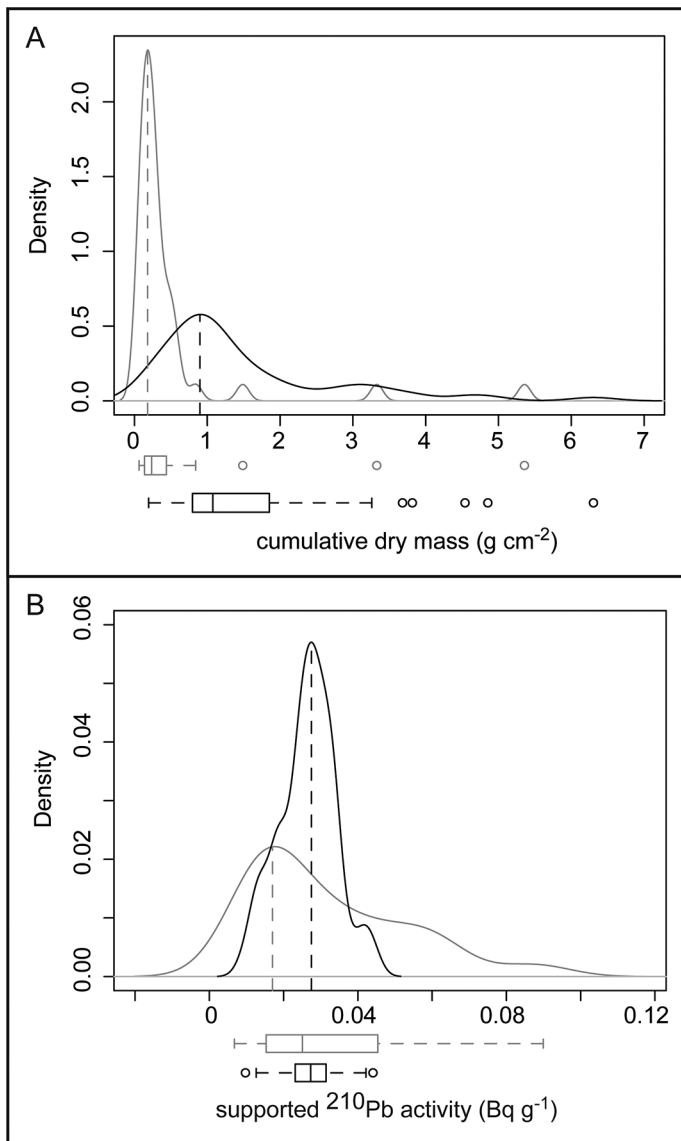 A
Density
0.0 0.5 1.0 1.5 2.0
0 1 2 3 4 5 6 7
cumulative dry mass (g cm⁻²)
B
Density
0.00 0.02 0.04 0.06
0 0.04 0.08 0.12
supported ²¹⁰Pb activity (Bq g⁻¹)